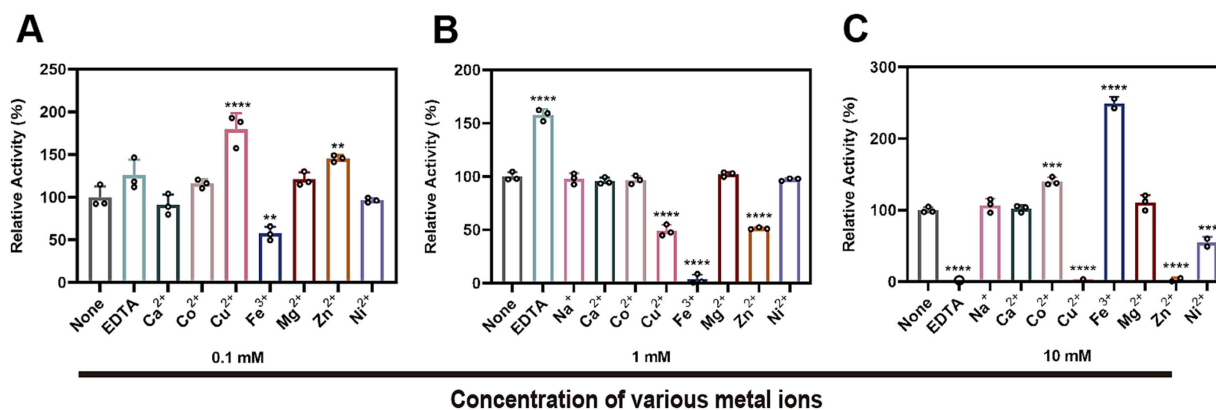 A
Relative Activity (%)
250
200
150
100
50
0
****
**
**
None
EDTA
Ca²⁺
Co²⁺
Cu²⁺
Fe³⁺
Mg²⁺
Zn²⁺
Ni²⁺
0.1 mM
B
Relative Activity (%)
200
150
100
50
0
****
****
****
****
None
EDTA
Na⁺
Ca²⁺
Co²⁺
Cu²⁺
Fe³⁺
Mg²⁺
Zn²⁺
Ni²⁺
1 mM
C
Relative Activity (%)
300
200
100
0
****
***
****
****
****
***
None
EDTA
Na⁺
Ca²⁺
Co²⁺
Cu²⁺
Fe³⁺
Mg²⁺
Zn²⁺
Ni²⁺
10 mM
Concentration of various metal ions